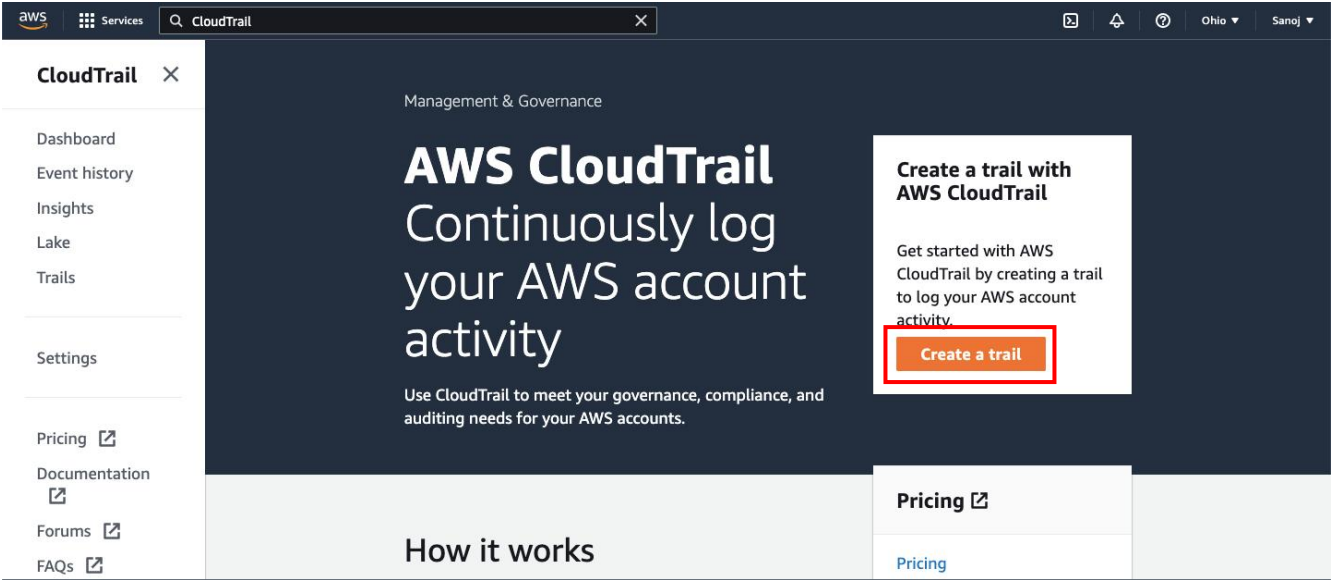 aws
Services
CloudTrail
Ohio
Sanoj
CloudTrail
Dashboard
Event history
Insights
Lake
Trails
Settings
Pricing
Documentation
Forums
FAQs
Management & Governance
AWS CloudTrail
Continuously log
your AWS account
activity
Use CloudTrail to meet your governance, compliance, and
auditing needs for your AWS accounts.
Create a trail with
AWS CloudTrail
Get started with AWS
CloudTrail by creating a trail
to log your AWS account
activity.
Create a trail
How it works
Pricing
Pricing